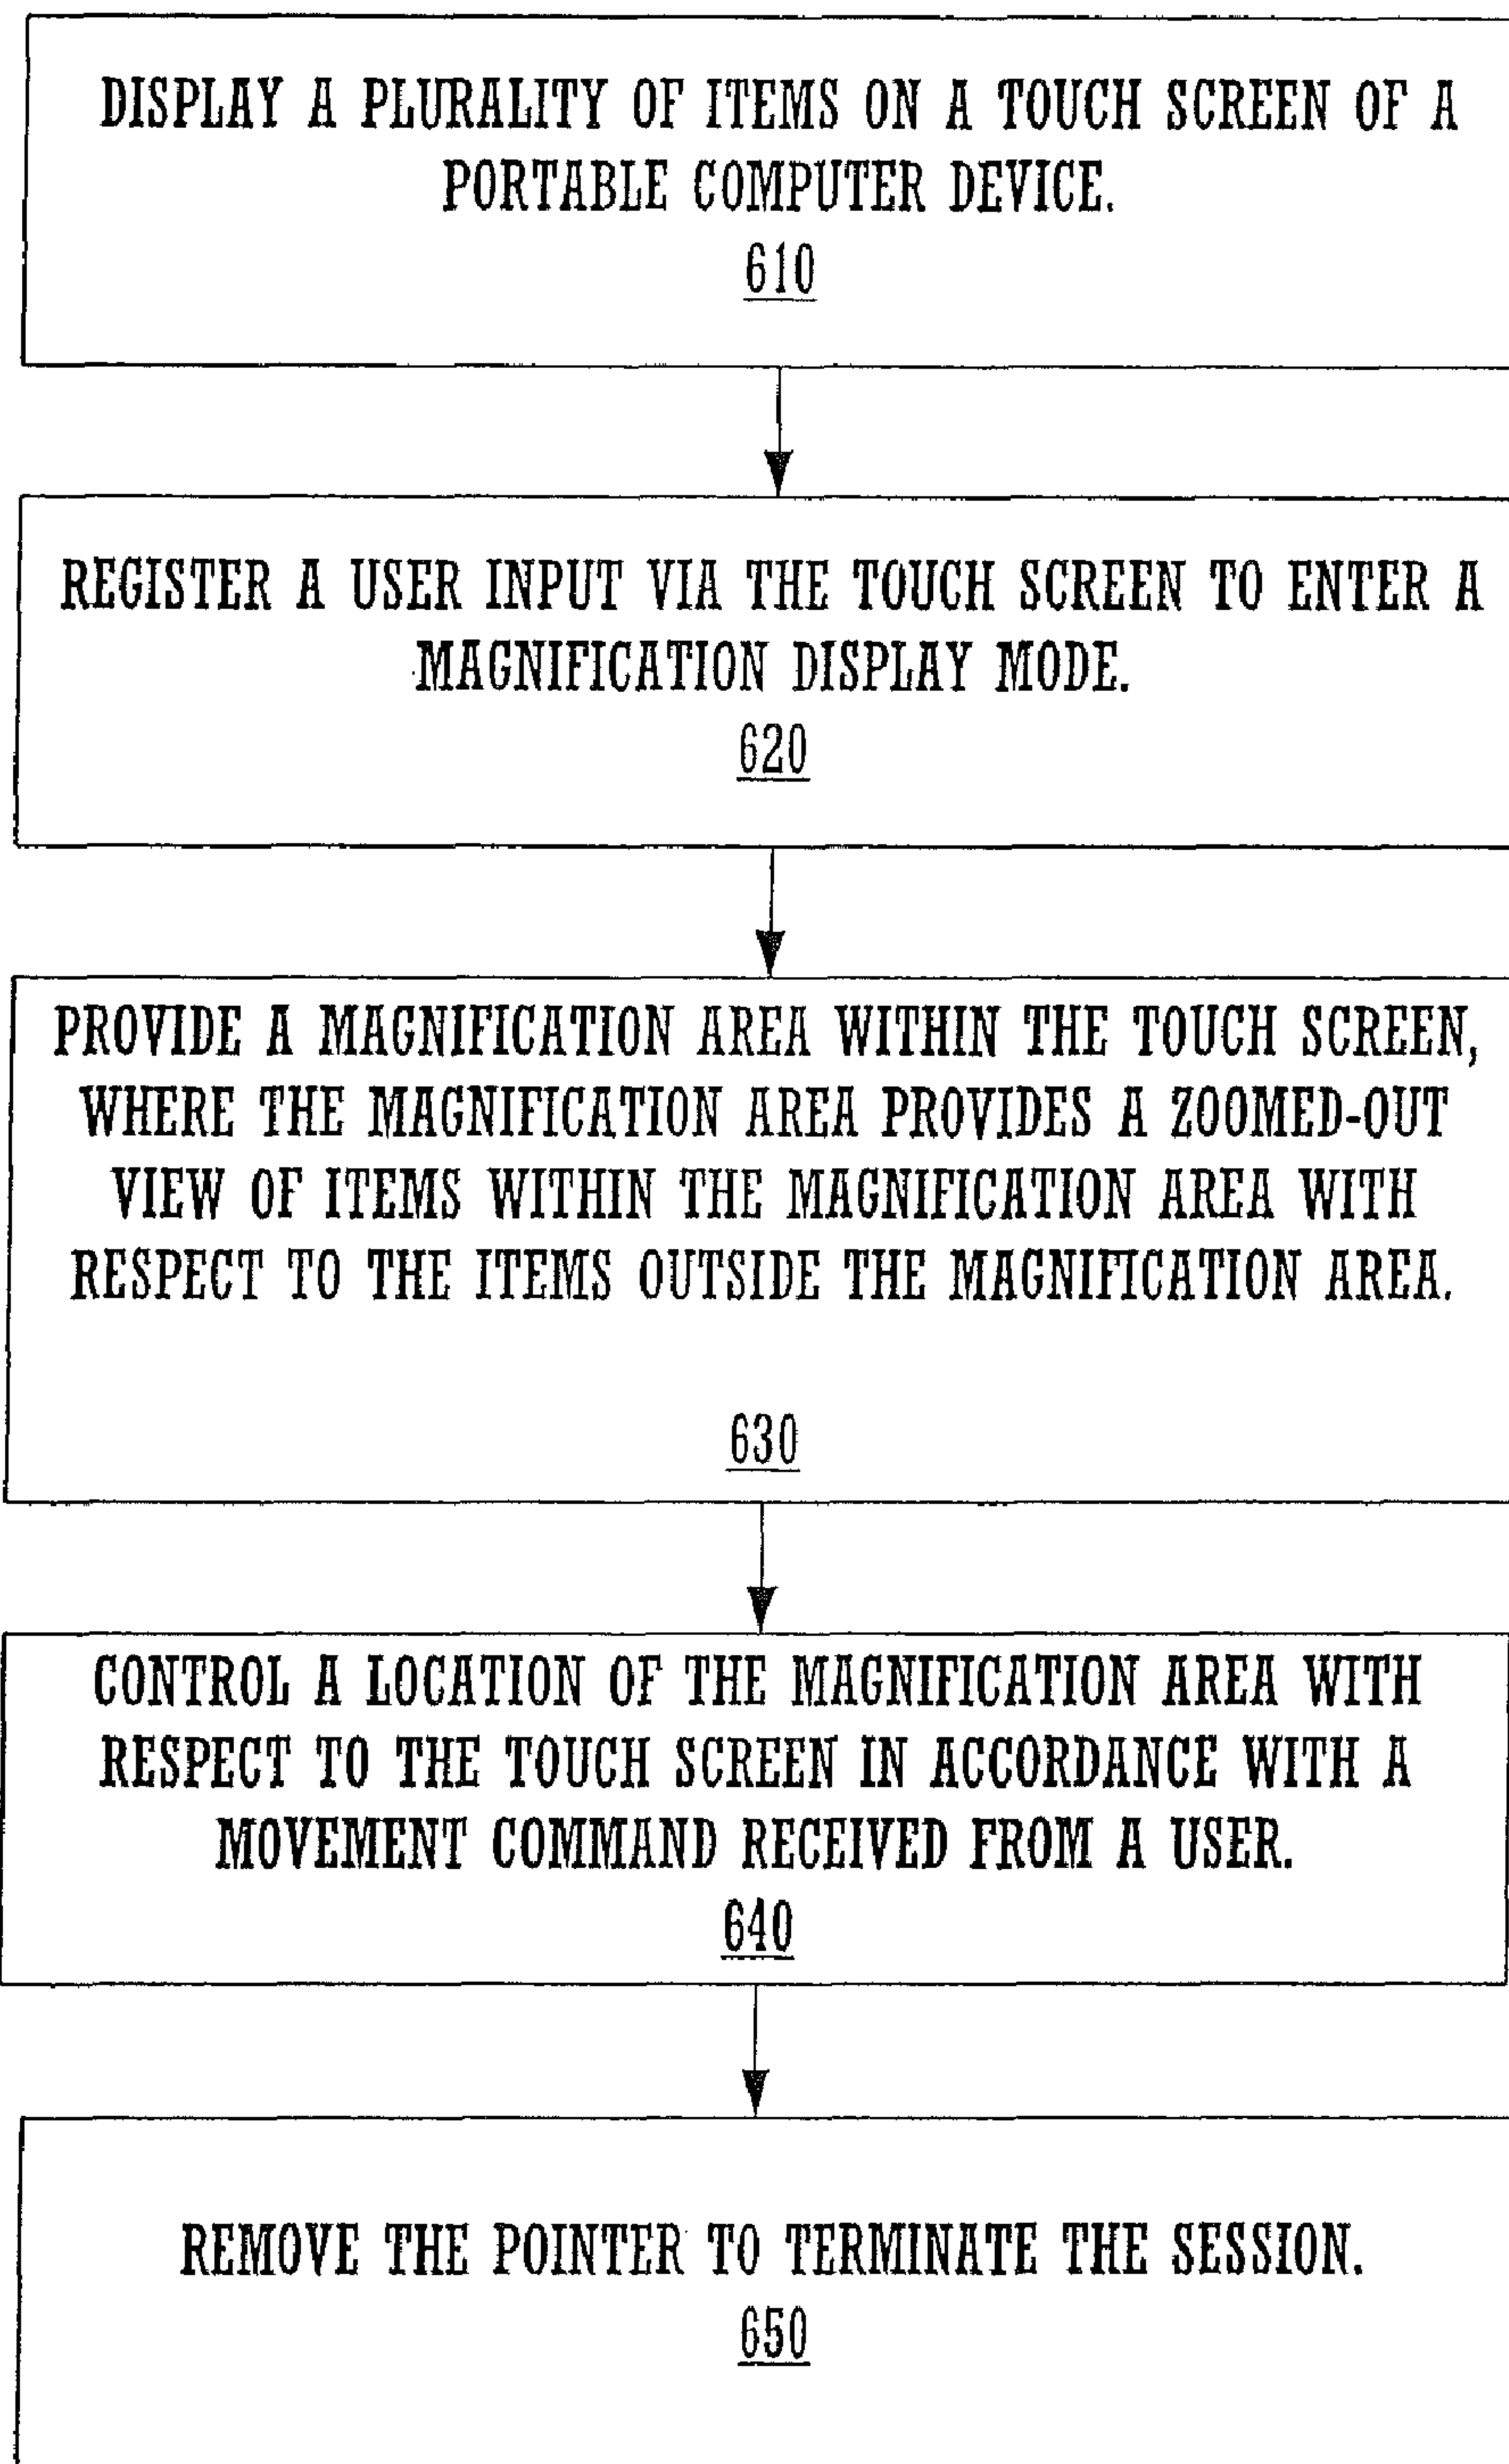 DISPLAY A PLURALITY OF ITEMS ON A TOUCH SCREEN OF A
PORTABLE COMPUTER DEVICE.
610
REGISTER A USER INPUT VIA THE TOUCH SCREEN TO ENTER A
MAGNIFICATION DISPLAY MODE.
620
PROVIDE A MAGNIFICATION AREA WITHIN THE TOUCH SCREEN,
WHERE THE MAGNIFICATION AREA PROVIDES A ZOOMED-OUT
VIEW OF ITEMS WITHIN THE MAGNIFICATION AREA WITH
RESPECT TO THE ITEMS OUTSIDE THE MAGNIFICATION AREA.
630
CONTROL A LOCATION OF THE MAGNIFICATION AREA WITH
RESPECT TO THE TOUCH SCREEN IN ACCORDANCE WITH A
MOVEMENT COMMAND RECEIVED FROM A USER.
640
REMOVE THE POINTER TO TERMINATE THE SESSION.
650